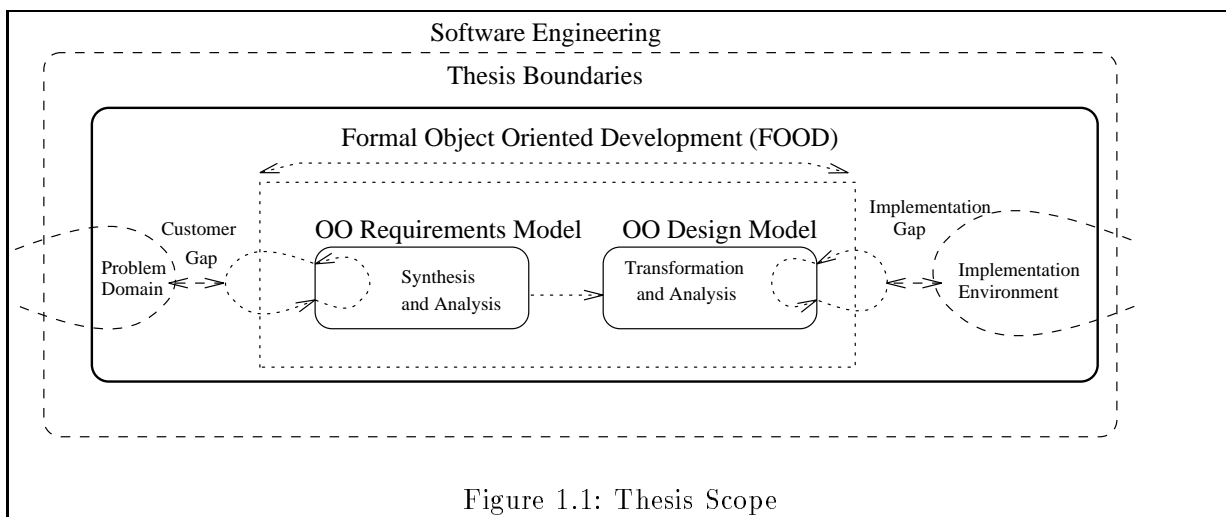 Software Engineering
Thesis Boundaries
Formal Object Oriented Development (FOOD)
Customer
Gap
OO Requirements Model
OO Design Model
Implementation
Gap
Problem
Domain
Synthesis
and Analysis
Transformation
and Analysis
Implementation
Environment
Figure 1.1: Thesis Scope